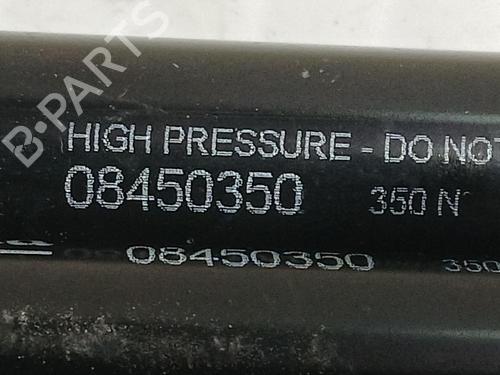 B-PARTS
HIGH PRESSURE - DO NOT
08450350 350 N
08450350 350